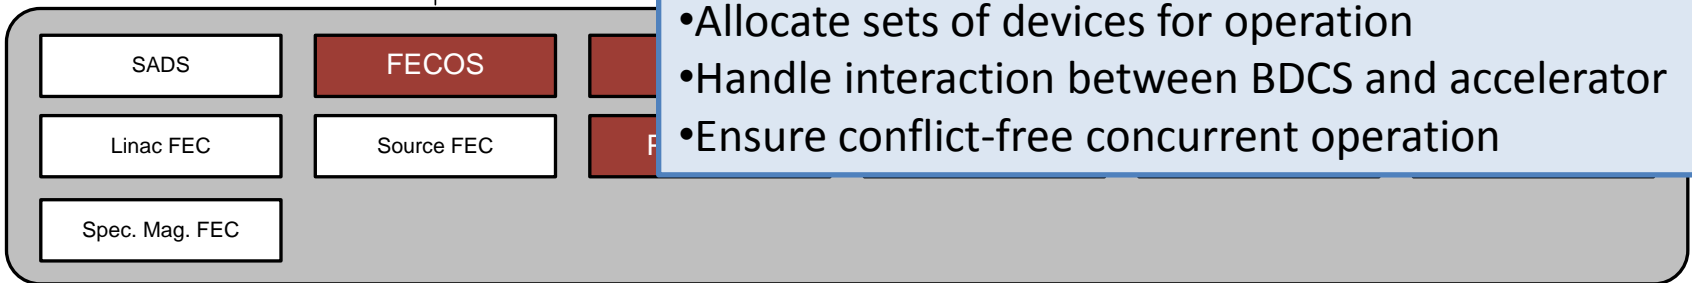 •Allocate sets of devices for operation
•Handle interaction between BDCS and accelerator
•Ensure conflict-free concurrent operation
SADS
FECOS
Linac FEC
Source FEC
Spec. Mag. FEC